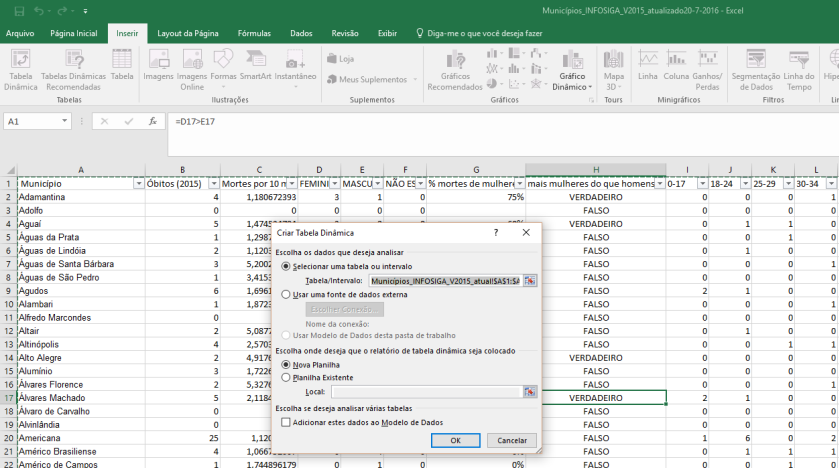 Municípios_INFOSIGA_V2015_atualizado20-7-2016 - Excel
Arquivo Página Inicial Inserir Layout da Página Fórmulas Dados Revisão Exibir Diga-me o que você deseja fazer
Tabela Dinâmica Tabelas Dinâmicas Recomendadas Tabela Imagens Imagens Online Formas SmartArt Instantâneo Loja Meus Suplementos Gráficos Recomendados Gráfico Dinâmico Mapa 3D Linha Coluna Ganhos/Perdas Segmentação de Dados Linha do Tempo
Tabelas Ilustrações Suplementos Gráficos Tours Minigráficos Filtros
A1 fx =D17>E17
A B C D E F G H I J K L
1 Município Óbitos (2015) Mortes por 10 m FEMINI MASCU NÃO ES % mortes de mulhere mais mulheres do que homens 0-17 18-24 25-29 30-34
2 Adamantina 4 1,180672393 3 1 0 75% VERDADEIRO 0 0 0 1
3 Adolfo 0 0 0 0 0 0 FALSO 0 0 0 0
4 Aguaí 5 VERDADEIRO 0 1 1 0
5 Águas da Prata 1 1,2987 FALSO 0 0 1 0
6 Águas de Lindóia 2 1,1203 FALSO 0 1 0 0
7 Águas de Santa Bárbara 3 5,2002 FALSO 0 0 0 1
8 Águas de São Pedro 1 3,4153 FALSO 0 0 0 0
9 Agudos 6 1,6961 FALSO 2 1 0 0
10 Alambari 1 1,8723 FALSO 0 0 0 1
11 Alfredo Marcondes 0 FALSO 0 0 0 0
12 Altair 2 5,0877 FALSO 0 1 0 0
13 Altinópolis 4 2,5703 FALSO 0 0 1 1
14 Alto Alegre 2 4,9176 VERDADEIRO 0 0 0 0
15 Alumínio 3 1,7226 FALSO 0 0 0 0
16 Álvares Florence 2 5,3276 FALSO 0 0 0 1
17 Álvares Machado 5 2,1184 VERDADEIRO 2 1 0 0
18 Álvaro de Carvalho 0 FALSO 0 0 0 0
19 Alvinlândia 0 FALSO 0 0 0 0
20 Americana 25 FALSO 1 6 0 2
21 Américo Brasiliense 4 FALSO 0 1 1 0
22 Américo de Campos 1 1,744896179 0 1 0 0% FALSO 0 0 0 0
Criar Tabela Dinâmica ?
Escolha os dados que deseja analisar
Selecionar uma tabela ou intervalo
Tabela/Intervalo: Municípios_INFOSIGA_V2015_atual!$A$1:$A
Usar uma fonte de dados externa
Escolher Conexão...
Nome da conexão:
Usar Modelo de Dados desta pasta de trabalho
Escolha onde deseja que o relatório de tabela dinâmica seja colocado
Nova Planilha
Planilha Existente
Local:
Escolha se deseja analisar várias tabelas
Adicionar estes dados ao Modelo de Dados
OK Cancelar